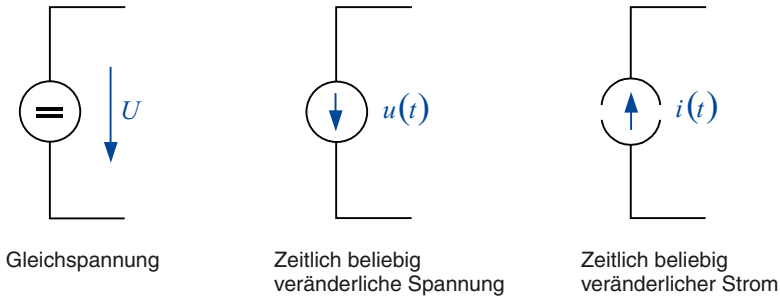 U
u(t)
i(t)
Gleichspannung
Zeitlich beliebig
veränderliche Spannung
Zeitlich beliebig
veränderlicher Strom